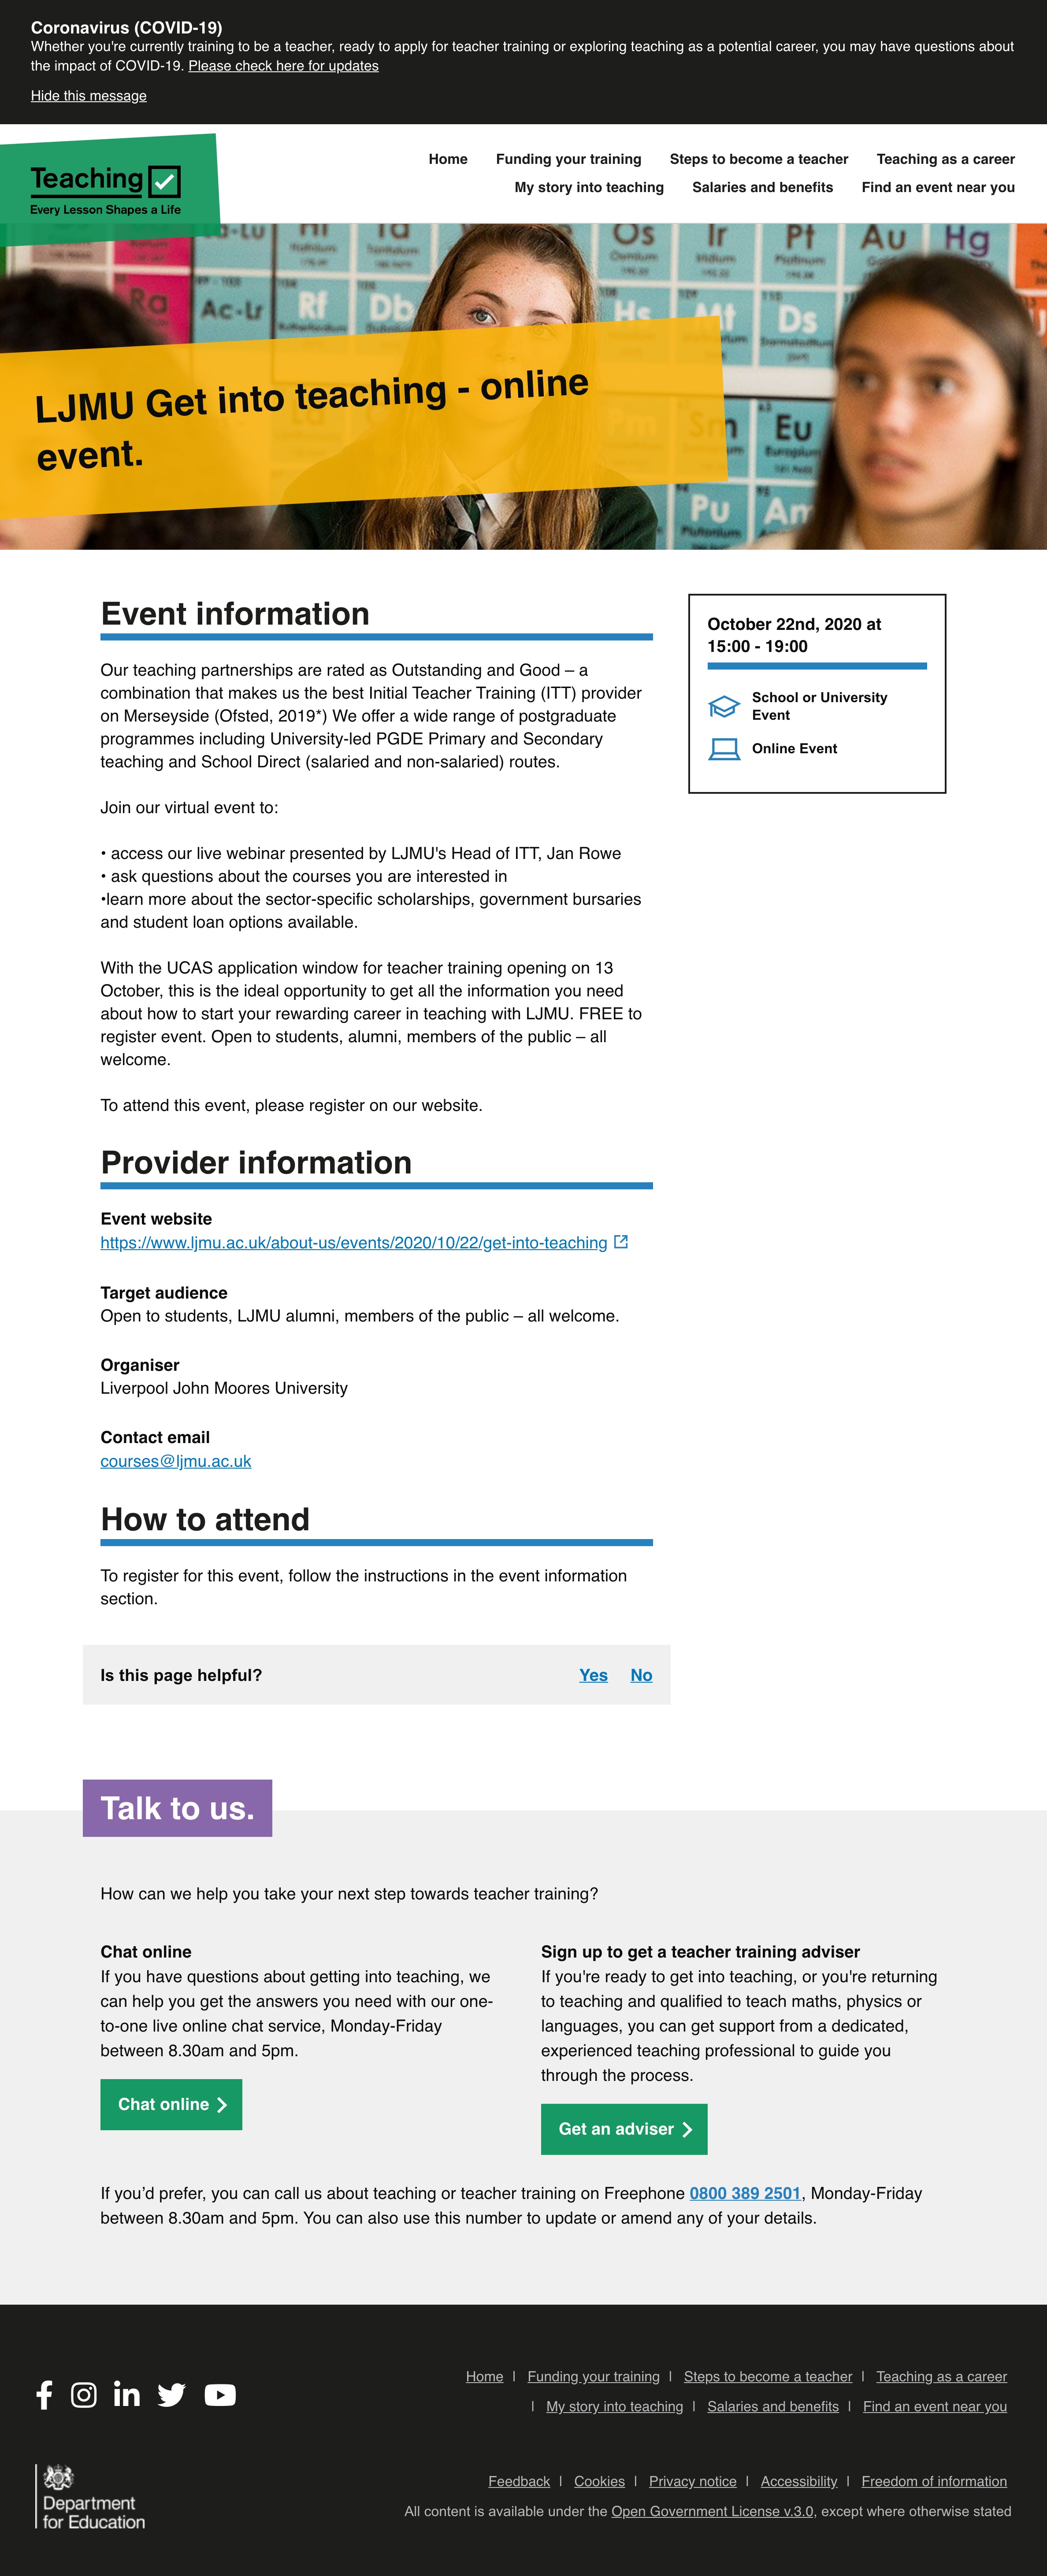 Coronavirus (COVID-19)
Whether you're currently training to be a teacher, ready to apply for teacher training or exploring teaching as a potential career, you may have questions about
the impact of COVID-19. Please check here for updates
Hide this message
Teaching
Every Lesson Shapes a Life
Home Funding your training Steps to become a teacher Teaching as a career
My story into teaching Salaries and benefits Find an event near you
Os Ir Pt Au Hg
Ra Ac-Lr Rf Db Hs Mt Ds
LJMU Get into teaching - online
event.
Pm Sm Eu
Pu Am
Event information
Our teaching partnerships are rated as Outstanding and Good – a
combination that makes us the best Initial Teacher Training (ITT) provider
on Merseyside (Ofsted, 2019*) We offer a wide range of postgraduate
programmes including University-led PGDE Primary and Secondary
teaching and School Direct (salaried and non-salaried) routes.
Join our virtual event to:
• access our live webinar presented by LJMU's Head of ITT, Jan Rowe
• ask questions about the courses you are interested in
•learn more about the sector-specific scholarships, government bursaries
and student loan options available.
With the UCAS application window for teacher training opening on 13
October, this is the ideal opportunity to get all the information you need
about how to start your rewarding career in teaching with LJMU. FREE to
register event. Open to students, alumni, members of the public – all
welcome.
To attend this event, please register on our website.
October 22nd, 2020 at
15:00 - 19:00
School or University
Event
Online Event
Provider information
Event website
https://www.ljmu.ac.uk/about-us/events/2020/10/22/get-into-teaching
Target audience
Open to students, LJMU alumni, members of the public – all welcome.
Organiser
Liverpool John Moores University
Contact email
courses@ljmu.ac.uk
How to attend
To register for this event, follow the instructions in the event information
section.
Is this page helpful? Yes No
Talk to us.
How can we help you take your next step towards teacher training?
Chat online
If you have questions about getting into teaching, we
can help you get the answers you need with our one-
to-one live online chat service, Monday-Friday
between 8.30am and 5pm.
Chat online
Sign up to get a teacher training adviser
If you're ready to get into teaching, or you're returning
to teaching and qualified to teach maths, physics or
languages, you can get support from a dedicated,
experienced teaching professional to guide you
through the process.
Get an adviser
If you’d prefer, you can call us about teaching or teacher training on Freephone 0800 389 2501, Monday-Friday
between 8.30am and 5pm. You can also use this number to update or amend any of your details.
Home | Funding your training | Steps to become a teacher | Teaching as a career
| My story into teaching | Salaries and benefits | Find an event near you
Department
for Education
Feedback | Cookies | Privacy notice | Accessibility | Freedom of information
All content is available under the Open Government License v.3.0, except where otherwise stated